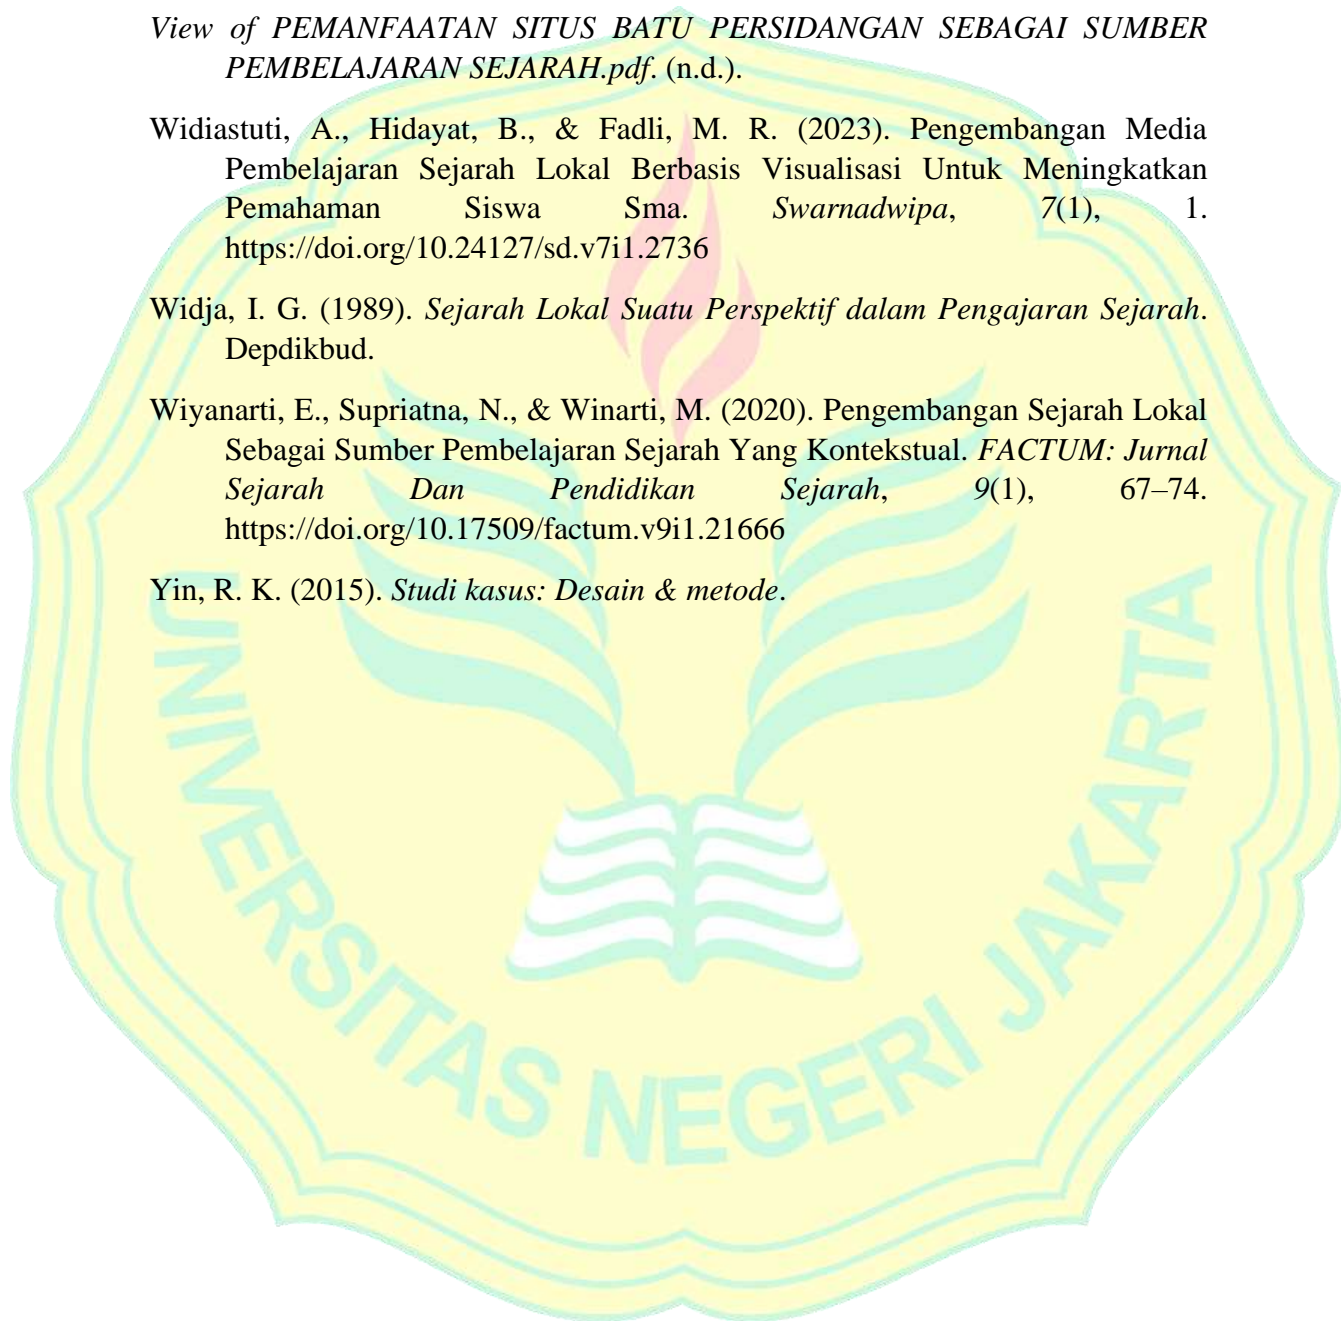 View of PEMANFAATAN SITUS BATU PERSIDANGAN SEBAGAI SUMBER
PEMBELAJARAN SEJARAH.pdf. (n.d.).
Widiastuti, A., Hidayat, B., & Fadli, M. R. (2023). Pengembangan Media
Pembelajaran Sejarah Lokal Berbasis Visualisasi Untuk Meningkatkan
Pemahaman Siswa Sma. Swarnadwipa, 7(1), 1.
https://doi.org/10.24127/sd.v7i1.2736
Widja, I. G. (1989). Sejarah Lokal Suatu Perspektif dalam Pengajaran Sejarah.
Depdikbud.
Wiyanarti, E., Supriatna, N., & Winarti, M. (2020). Pengembangan Sejarah Lokal
Sebagai Sumber Pembelajaran Sejarah Yang Kontekstual. FACTUM: Jurnal
Sejarah Dan Pendidikan Sejarah, 9(1), 67–74.
https://doi.org/10.17509/factum.v9i1.21666
Yin, R. K. (2015). Studi kasus: Desain & metode.
UNIVERSITAS NEGERI JAKARTA